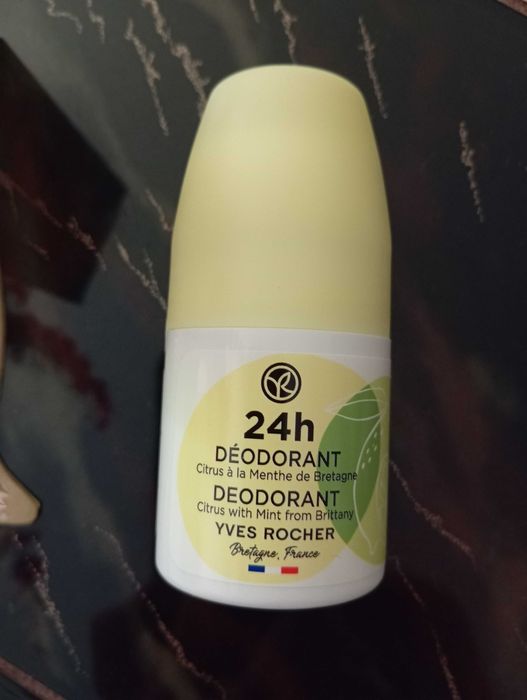 24h
DÉODORANT
Citrus à la Menthe de Bretagne
DEODORANT
Citrus with Mint from Brittany
YVES ROCHER
Bretagne, France